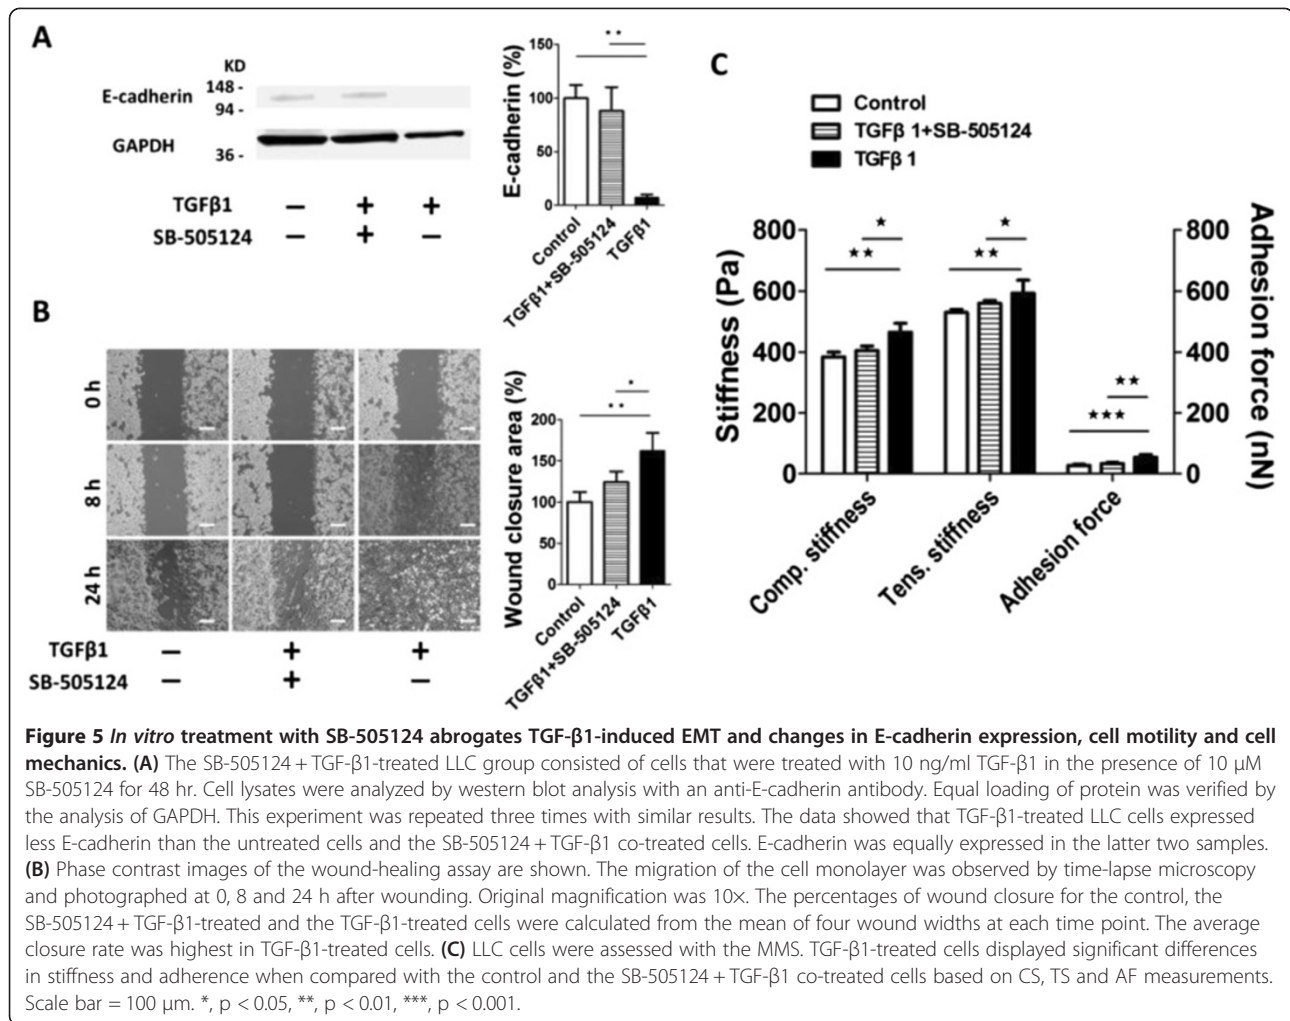 A
KD
E-cadherin
148 -
94 -
GAPDH
36 -
TGFβ1 − + +
SB-505124 − + −
E-cadherin (%)
150
100
50
0
**
Control
TGFβ1+SB-505124
TGFβ1
B
0 h
8 h
24 h
TGFβ1 − + +
SB-505124 − + −
Wound closure area (%)
200
150
100
50
0
*
**
Control
TGFβ1+SB-505124
TGFβ1
C
Control
TGFβ 1+SB-505124
TGFβ 1
Stiffness (Pa)
800
600
400
200
0
★
★★
★
★★
★★
★★★
800
600
400
200
0
Adhesion force (nN)
Comp. stiffness
Tens. stiffness
Adhesion force
Figure 5 In vitro treatment with SB-505124 abrogates TGF-β1-induced EMT and changes in E-cadherin expression, cell motility and cell
mechanics. (A) The SB-505124 + TGF-β1-treated LLC group consisted of cells that were treated with 10 ng/ml TGF-β1 in the presence of 10 μM
SB-505124 for 48 hr. Cell lysates were analyzed by western blot analysis with an anti-E-cadherin antibody. Equal loading of protein was verified by
the analysis of GAPDH. This experiment was repeated three times with similar results. The data showed that TGF-β1-treated LLC cells expressed
less E-cadherin than the untreated cells and the SB-505124 + TGF-β1 co-treated cells. E-cadherin was equally expressed in the latter two samples.
(B) Phase contrast images of the wound-healing assay are shown. The migration of the cell monolayer was observed by time-lapse microscopy
and photographed at 0, 8 and 24 h after wounding. Original magnification was 10×. The percentages of wound closure for the control, the
SB-505124 + TGF-β1-treated and the TGF-β1-treated cells were calculated from the mean of four wound widths at each time point. The average
closure rate was highest in TGF-β1-treated cells. (C) LLC cells were assessed with the MMS. TGF-β1-treated cells displayed significant differences
in stiffness and adherence when compared with the control and the SB-505124 + TGF-β1 co-treated cells based on CS, TS and AF measurements.
Scale bar = 100 μm. *, p < 0.05, **, p < 0.01, ***, p < 0.001.